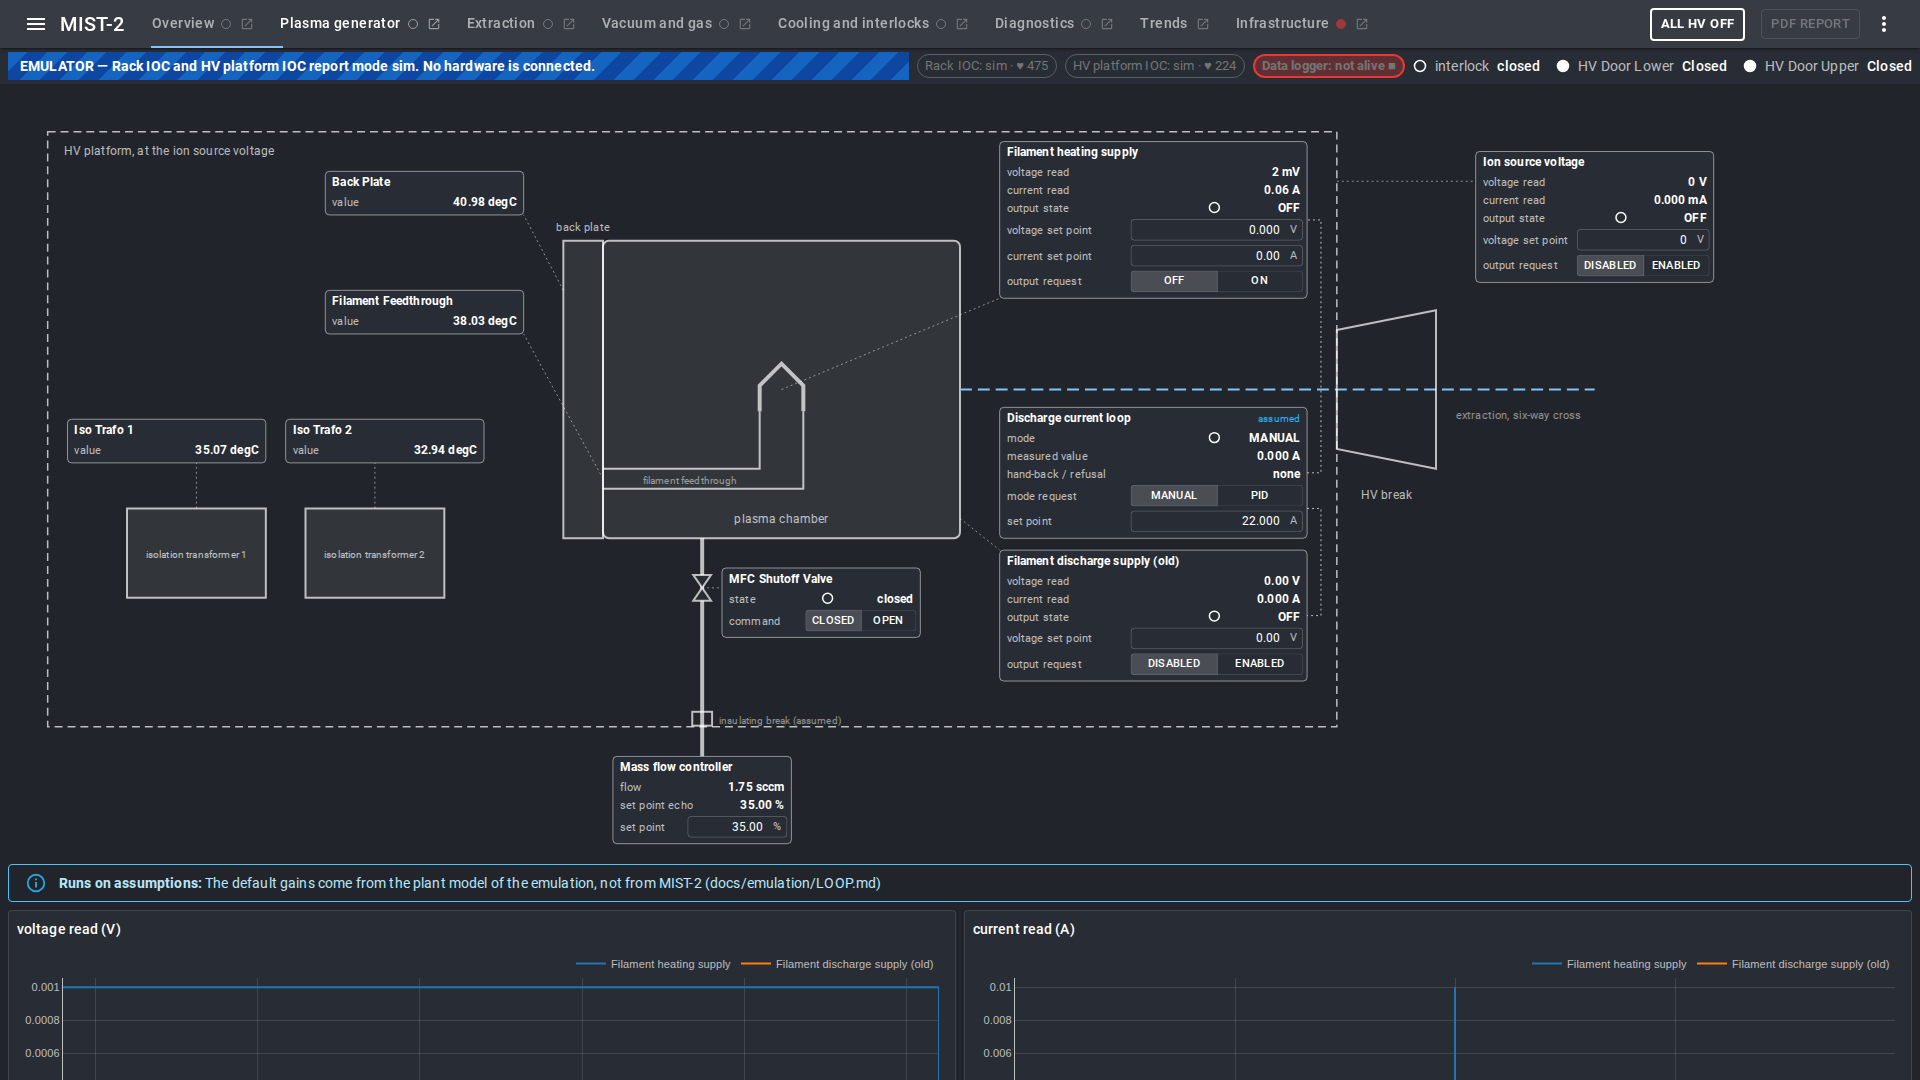 MIST-2
Overview
Plasma generator
Extraction
Vacuum and gas
Cooling and interlocks
Diagnostics
Trends
Infrastructure
ALL HV OFF
PDF REPORT
EMULATOR — Rack IOC and HV platform IOC report mode sim. No hardware is connected.
Rack IOC: sim · ♥ 475
HV platform IOC: sim · ♥ 224
Data logger: not alive ■
interlock closed
HV Door Lower Closed
HV Door Upper Closed
HV platform, at the ion source voltage
Back Plate
value 40.98 degC
back plate
Filament Feedthrough
value 38.03 degC
Iso Trafo 1
value 35.07 degC
Iso Trafo 2
value 32.94 degC
isolation transformer 1
isolation transformer 2
filament feedthrough
plasma chamber
Filament heating supply
voltage read 2 mV
current read 0.06 A
output state OFF
voltage set point 0.000 V
current set point 0.00 A
output request OFF ON
Ion source voltage
voltage read 0 V
current read 0.000 mA
output state OFF
voltage set point 0 V
output request DISABLED ENABLED
Discharge current loop assumed
mode MANUAL
measured value 0.000 A
hand-back / refusal none
mode request MANUAL PID
set point 22.000 A
extraction, six-way cross
HV break
Filament discharge supply (old)
voltage read 0.00 V
current read 0.000 A
output state OFF
voltage set point 0.00 V
output request DISABLED ENABLED
MFC Shutoff Valve
state closed
command CLOSED OPEN
insulating break (assumed)
Mass flow controller
flow 1.75 sccm
set point echo 35.00 %
set point 35.00 %
Runs on assumptions: The default gains come from the plant model of the emulation, not from MIST-2 (docs/emulation/LOOP.md)
voltage read (V)
Filament heating supply
Filament discharge supply (old)
0.001
0.0008
0.0006
current read (A)
Filament heating supply
Filament discharge supply (old)
0.01
0.008
0.006